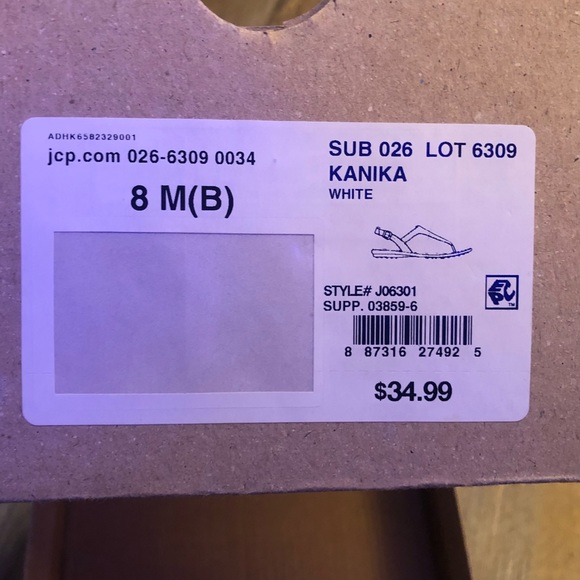 ADHK6582329001
jcp.com 026-6309 0034
8 M(B)
SUB 026 LOT 6309
KANIKA
WHITE
STYLE# J06301
SUPP. 03859-6
8 87316 27492 5
$34.99